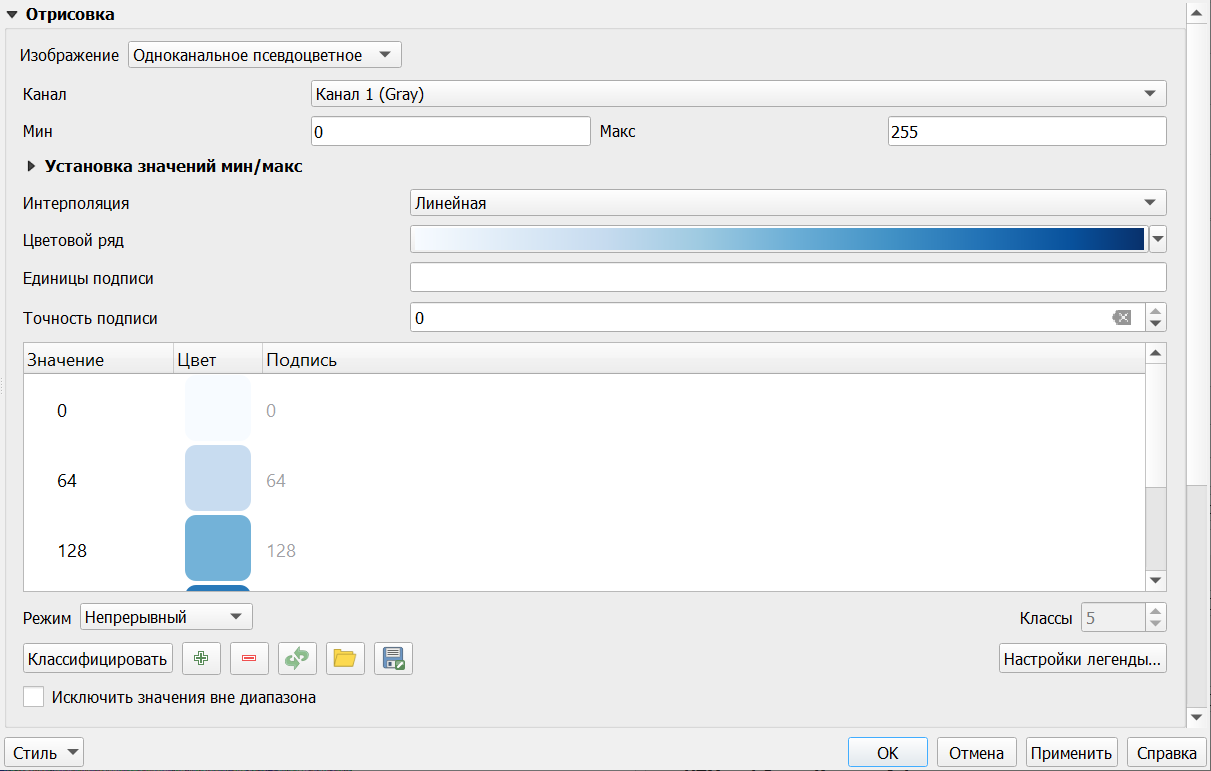 Отрисовка
Изображение Одноканальное псевдоцветное
Канал Канал 1 (Gray)
Мин 0 Макс 255
Установка значений мин/макс
Интерполяция Линейная
Цветовой ряд
Единицы подписи
Точность подписи 0
Значение Цвет Подпись
0 0
64 64
128 128
Режим Непрерывный Классы 5
Классифицировать Настройки легенды...
Исключить значения вне диапазона
Стиль OK Отмена Применить Справка